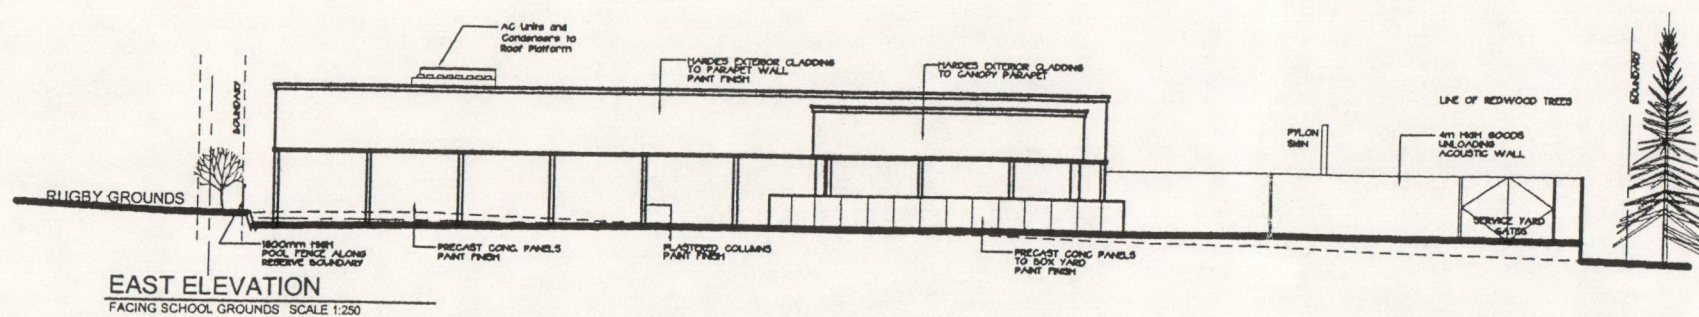 AC Units and
Condensers to
Roof Platform
HARDIES EXTERIOR CLADDING
TO PARAPET WALL
PAINT FINISH
HARDIES EXTERIOR CLADDING
TO CANOPY PARAPET
BOUNDARY
BOUNDARY
LINE OF REDWOOD TREES
PYLON
SIGN
4m HIGH GOODS
UNLOADING
ACOUSTIC WALL
RUGBY GROUNDS
SERVICE YARD
GATES
1800mm HIGH
POOL FENCE ALONG
RESERVE BOUNDARY
PRECAST CONC. PANELS
PAINT FINISH
PLASTERED COLUMNS
PAINT FINISH
PRECAST CONC PANELS
TO BOX YARD
PAINT FINISH
EAST ELEVATION
FACING SCHOOL GROUNDS SCALE 1:250